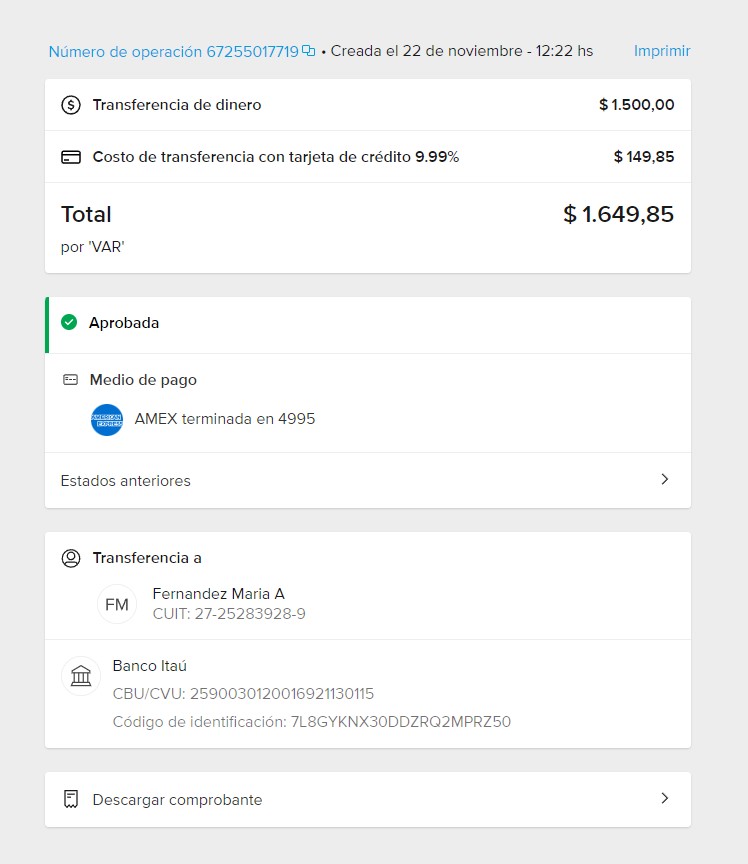 Número de operación 67255017719 • Creada el 22 de noviembre - 12:22 hs Imprimir
Transferencia de dinero $ 1.500,00
Costo de transferencia con tarjeta de crédito 9.99% $ 149,85
Total $ 1.649,85
por 'VAR'
Aprobada
Medio de pago
AMERICAN
EXPRESS
AMEX terminada en 4995
Estados anteriores
Transferencia a
FM
Fernandez Maria A
CUIT: 27-25283928-9
Banco Itaú
CBU/CVU: 2590030120016921130115
Código de identificación: 7L8GYKNX30DDZRQ2MPRZ50
Descargar comprobante